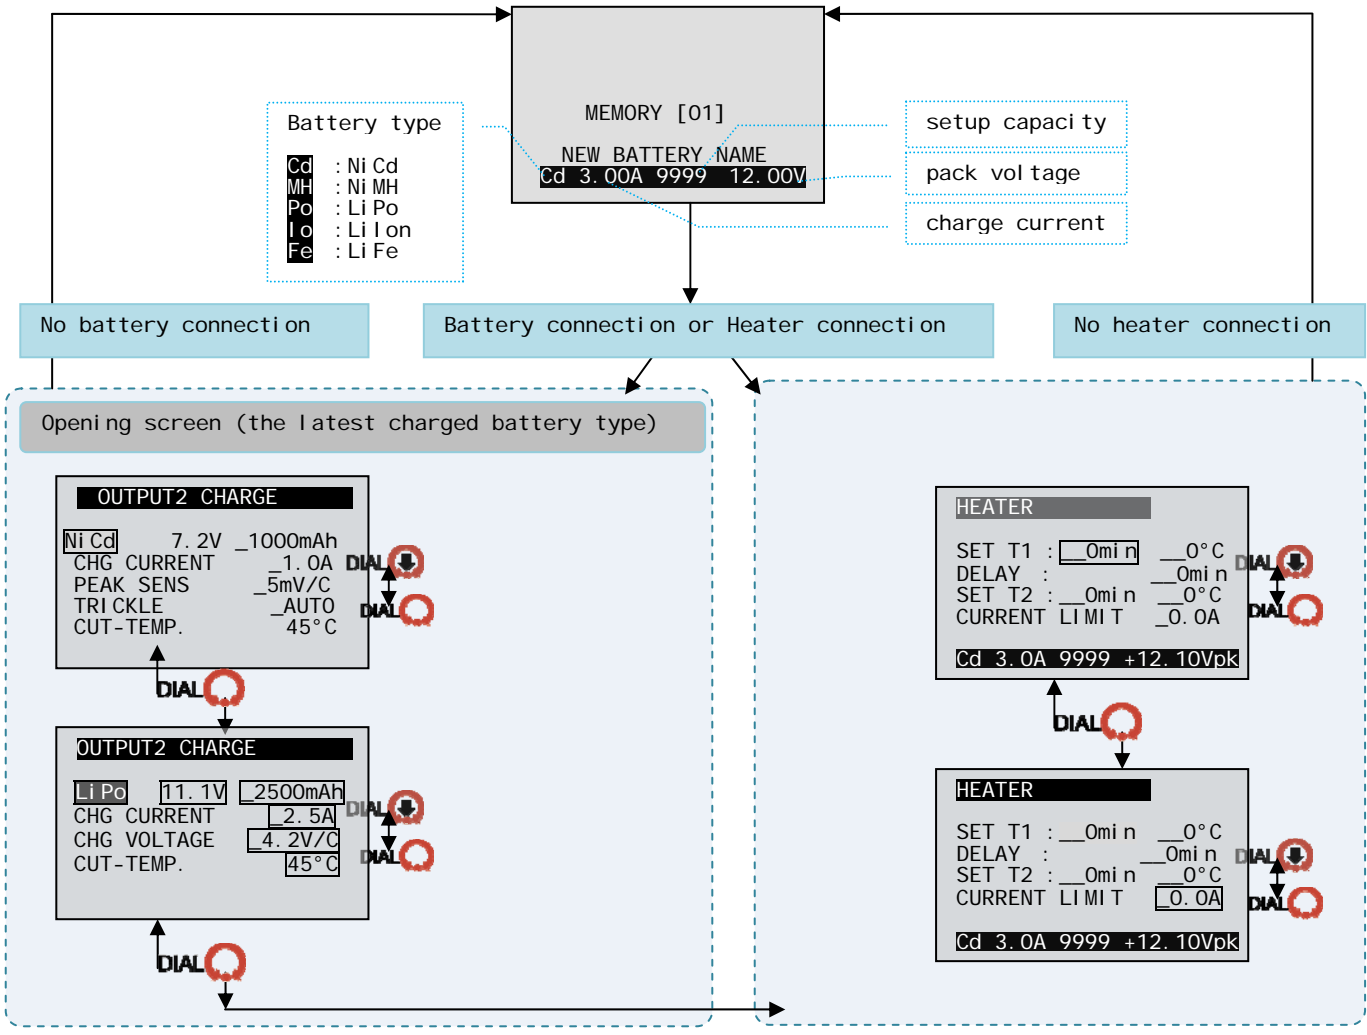 MEMORY [01]
NEW BATTERY NAME
Cd 3.00A 9999 12.00V
Battery type
Cd : NiCd
MH : NiMH
Po : LiPo
Io : LiIon
Fe : LiFe
setup capacity
pack voltage
charge current
No battery connection
Battery connection or Heater connection
No heater connection
Opening screen (the latest charged battery type)
OUTPUT2 CHARGE
NiCd 7.2V _1000mAh
CHG CURRENT _1.0A
PEAK SENS _5mV/C
TRICKLE _AUTO
CUT-TEMP. 45°C
DIAL
DIAL
DIAL
OUTPUT2 CHARGE
LiPo 11.1V _2500mAh
CHG CURRENT _2.5A
CHG VOLTAGE _4.2V/C
CUT-TEMP. 45°C
DIAL
DIAL
DIAL
HEATER
SET T1 :__0min __0°C
DELAY : __0min
SET T2 :__0min __0°C
CURRENT LIMIT _0.0A
Cd 3.0A 9999 +12.10Vpk
DIAL
DIAL
DIAL
HEATER
SET T1 :__0min __0°C
DELAY : __0min
SET T2 :__0min __0°C
CURRENT LIMIT _0.0A
Cd 3.0A 9999 +12.10Vpk
DIAL
DIAL